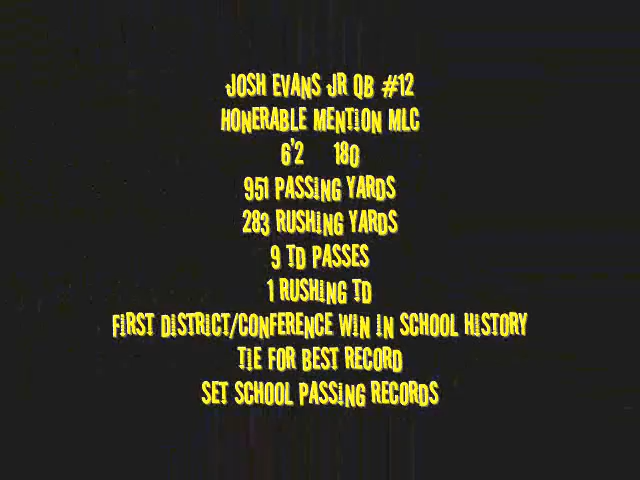 JOSH EVANS JR QB #12
HONERABLE MENTION MLC
6'2 180
951 PASSING YARDS
283 RUSHING YARDS
9 TD PASSES
1 RUSHING TD
FIRST DISTRICT/CONFERENCE WIN IN SCHOOL HISTORY
TIE FOR BEST RECORD
SET SCHOOL PASSING RECORDS